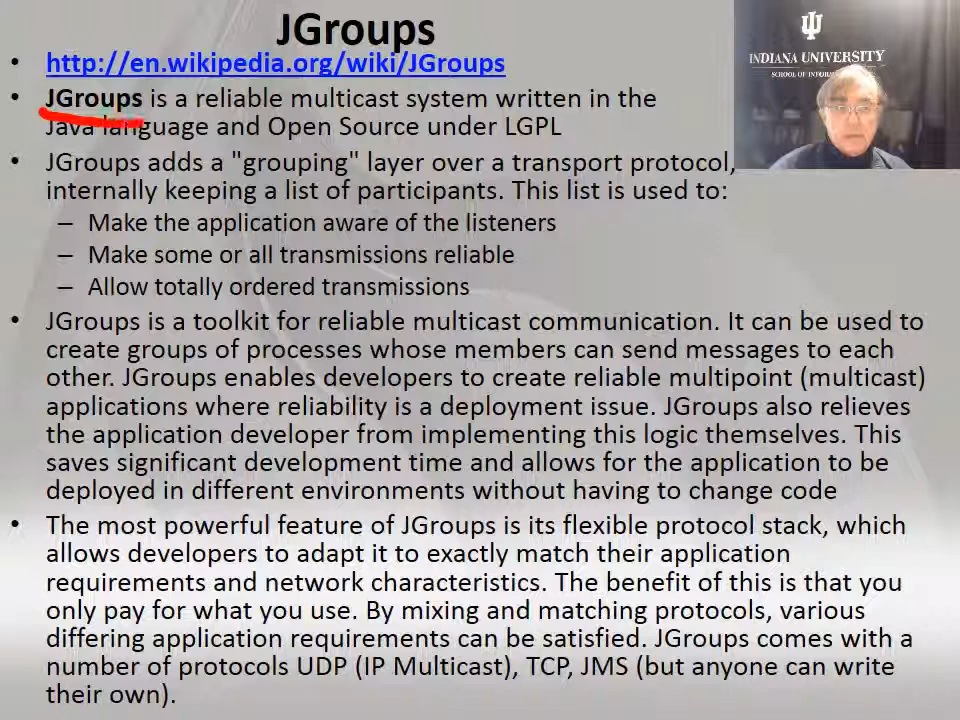 JGroups
• http://en.wikipedia.org/wiki/JGroups
• JGroups is a reliable multicast system written in the
Java language and Open Source under LGPL
• JGroups adds a "grouping" layer over a transport protocol,
internally keeping a list of participants. This list is used to:
– Make the application aware of the listeners
– Make some or all transmissions reliable
– Allow totally ordered transmissions
• JGroups is a toolkit for reliable multicast communication. It can be used to
create groups of processes whose members can send messages to each
other. JGroups enables developers to create reliable multipoint (multicast)
applications where reliability is a deployment issue. JGroups also relieves
the application developer from implementing this logic themselves. This
saves significant development time and allows for the application to be
deployed in different environments without having to change code
• The most powerful feature of JGroups is its flexible protocol stack, which
allows developers to adapt it to exactly match their application
requirements and network characteristics. The benefit of this is that you
only pay for what you use. By mixing and matching protocols, various
differing application requirements can be satisfied. JGroups comes with a
number of protocols UDP (IP Multicast), TCP, JMS (but anyone can write
their own).
INDIANA UNIVERSITY
SCHOOL OF